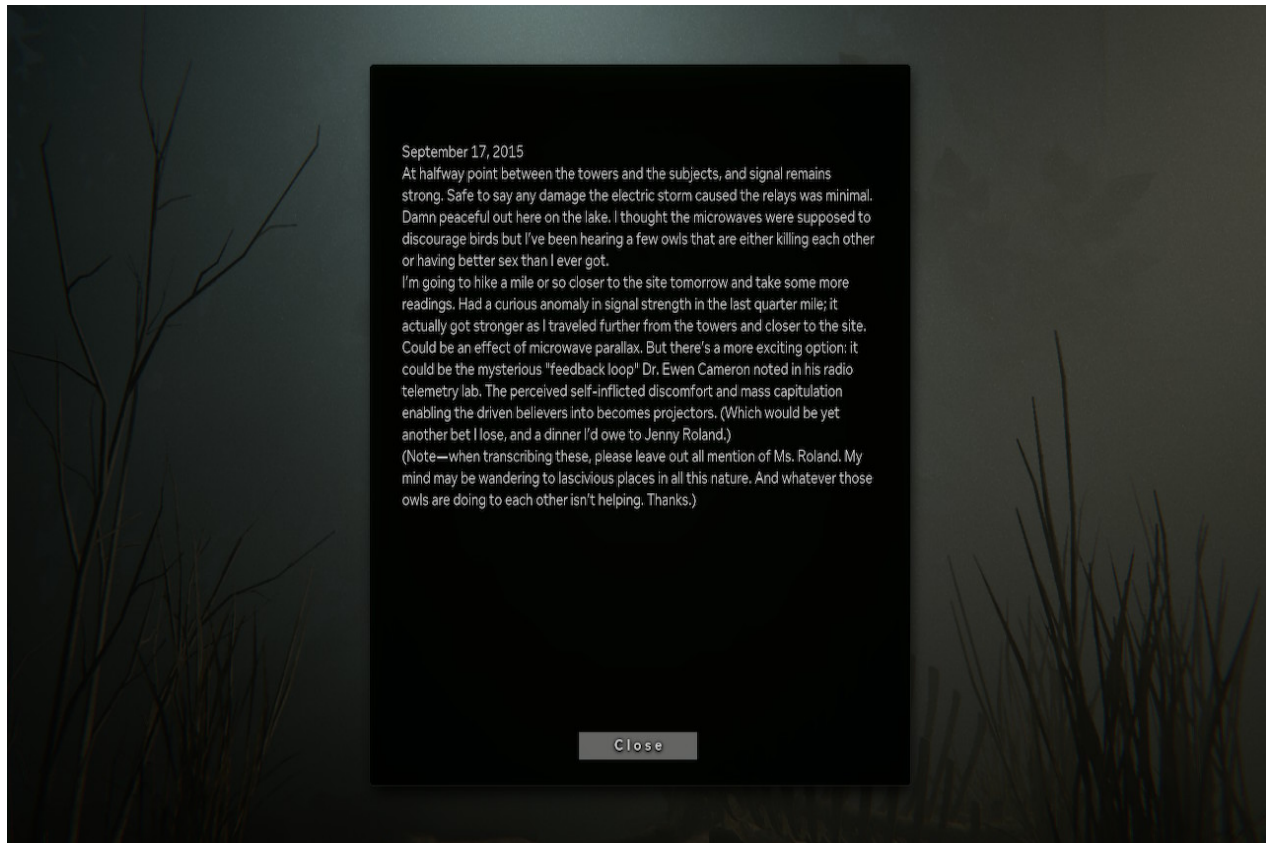 September 17, 2015
At halfway point between the towers and the subjects, and signal remains
strong. Safe to say any damage the electric storm caused the relays was minimal.
Damn peaceful out here on the lake. I thought the microwaves were supposed to
discourage birds but I've been hearing a few owls that are either killing each other
or having better sex than I ever got.
I'm going to hike a mile or so closer to the site tomorrow and take some more
readings. Had a curious anomaly in signal strength in the last quarter mile; it
actually got stronger as I traveled further from the towers and closer to the site.
Could be an effect of microwave parallax. But there's a more exciting option: it
could be the mysterious "feedback loop" Dr. Ewen Cameron noted in his radio
telemetry lab. The perceived self-inflicted discomfort and mass capitulation
enabling the driven believers into becomes projectors. (Which would be yet
another bet I lose, and a dinner I'd owe to Jenny Roland.)
(Note—when transcribing these, please leave out all mention of Ms. Roland. My
mind may be wandering to lascivious places in all this nature. And whatever those
owls are doing to each other isn't helping. Thanks.)
Close